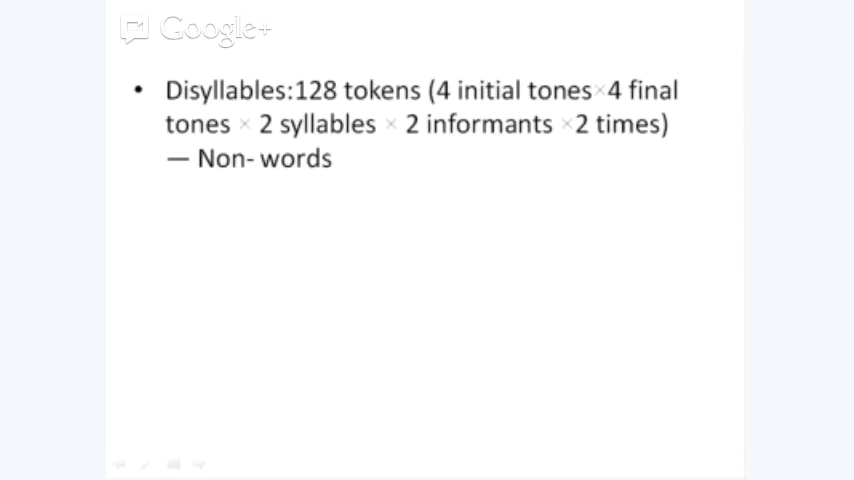 Google+
• Disyllables:128 tokens (4 initial tones×4 final
tones × 2 syllables × 2 informants ×2 times)
— Non- words